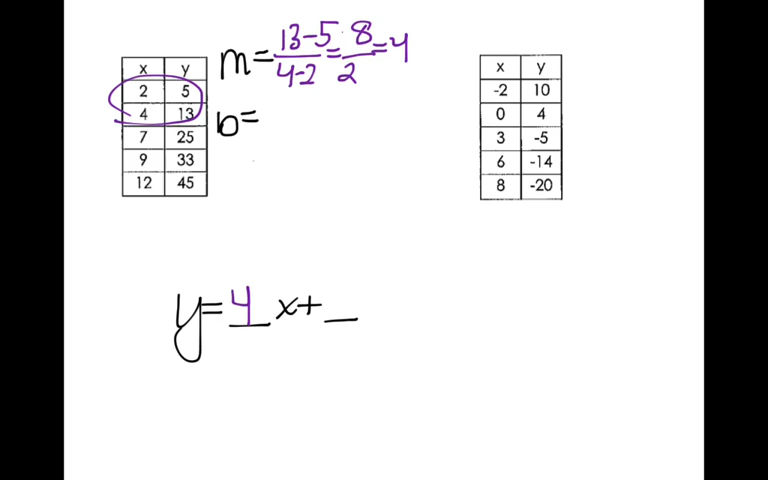 m = 13-5/4-2 = 8/2 = 4
x y
2 5
4 13
7 25
9 33
12 45
b=
x y
-2 10
0 4
3 -5
6 -14
8 -20
y= 4 x+ _